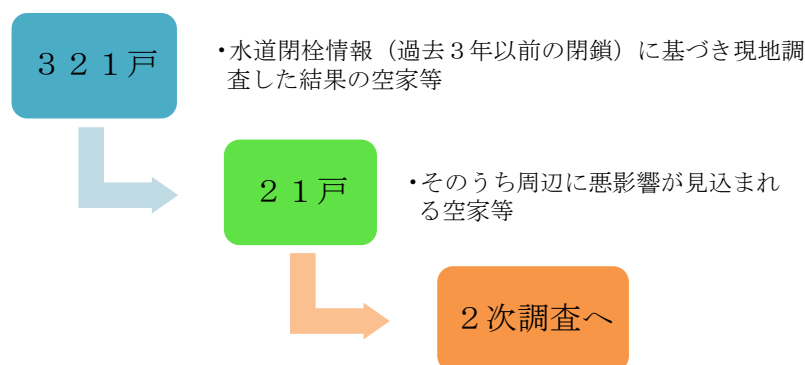 ３２１戸
・水道閉栓情報（過去３年以前の閉鎖）に基づき現地調
査した結果の空家等
２１戸
・そのうち周辺に悪影響が見込まれ
る空家等
２次調査へ